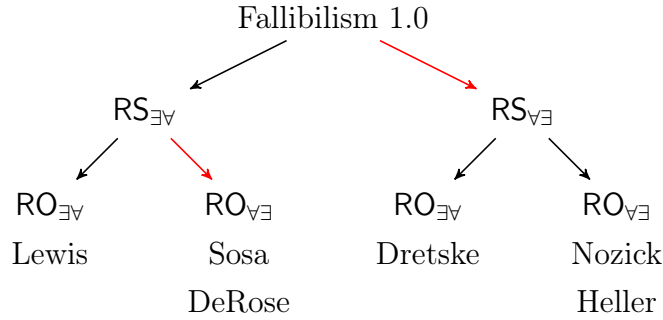 Fallibilism 1.0
RS∃∀ RS∀∃
RO∃∀ RO∀∃ RO∃∀ RO∀∃
Lewis Sosa Dretske Nozick
DeRose Heller